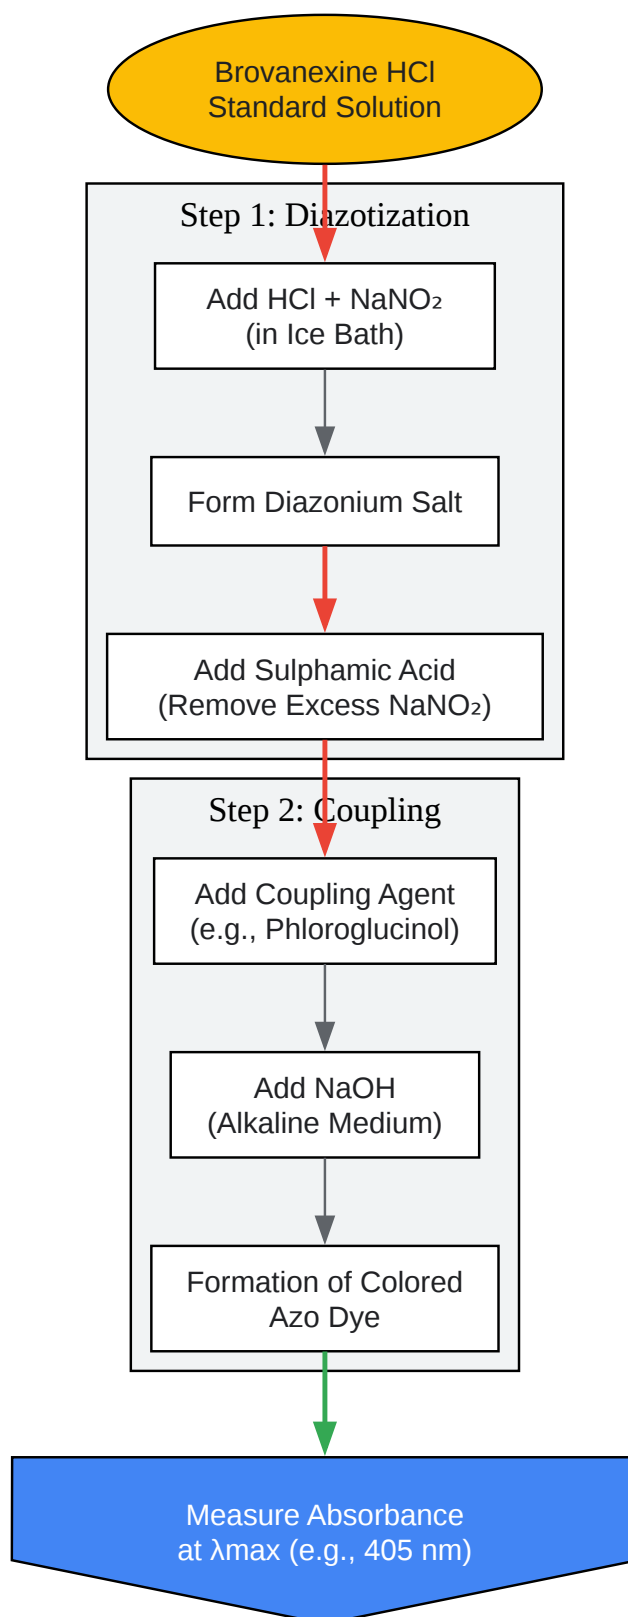 Brovanexine HCl
Standard Solution
Step 1: Diazotization
Add HCl + NaNO₂
(in Ice Bath)
Form Diazonium Salt
Add Sulphamic Acid
(Remove Excess NaNO₂)
Step 2: Coupling
Add Coupling Agent
(e.g., Phloroglucinol)
Add NaOH
(Alkaline Medium)
Formation of Colored
Azo Dye
Measure Absorbance
at λmax (e.g., 405 nm)